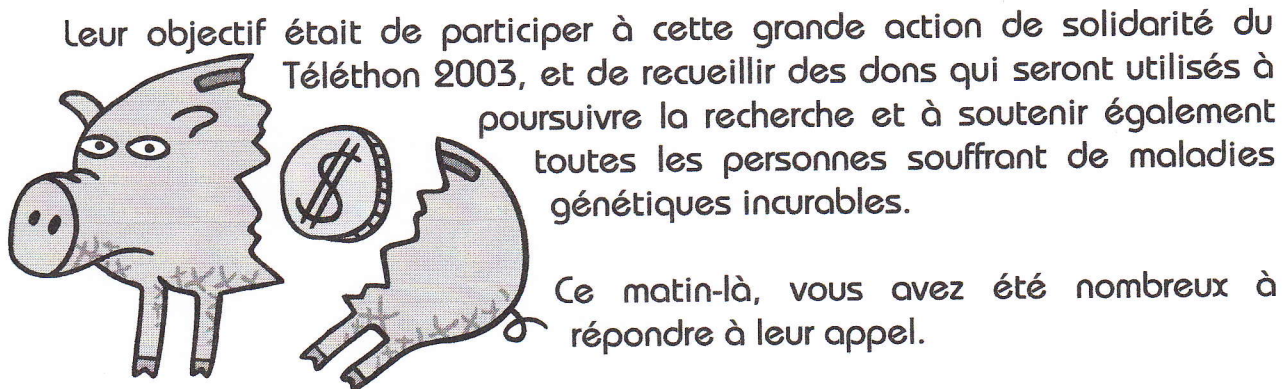 Leur objectif était de participer à cette grande action de solidarité du
Téléthon 2003, et de recueillir des dons qui seront utilisés à
poursuivre la recherche et à soutenir également
toutes les personnes souffrant de maladies
génétiques incurables.
$
Ce matin-là, vous avez été nombreux à
répondre à leur appel.